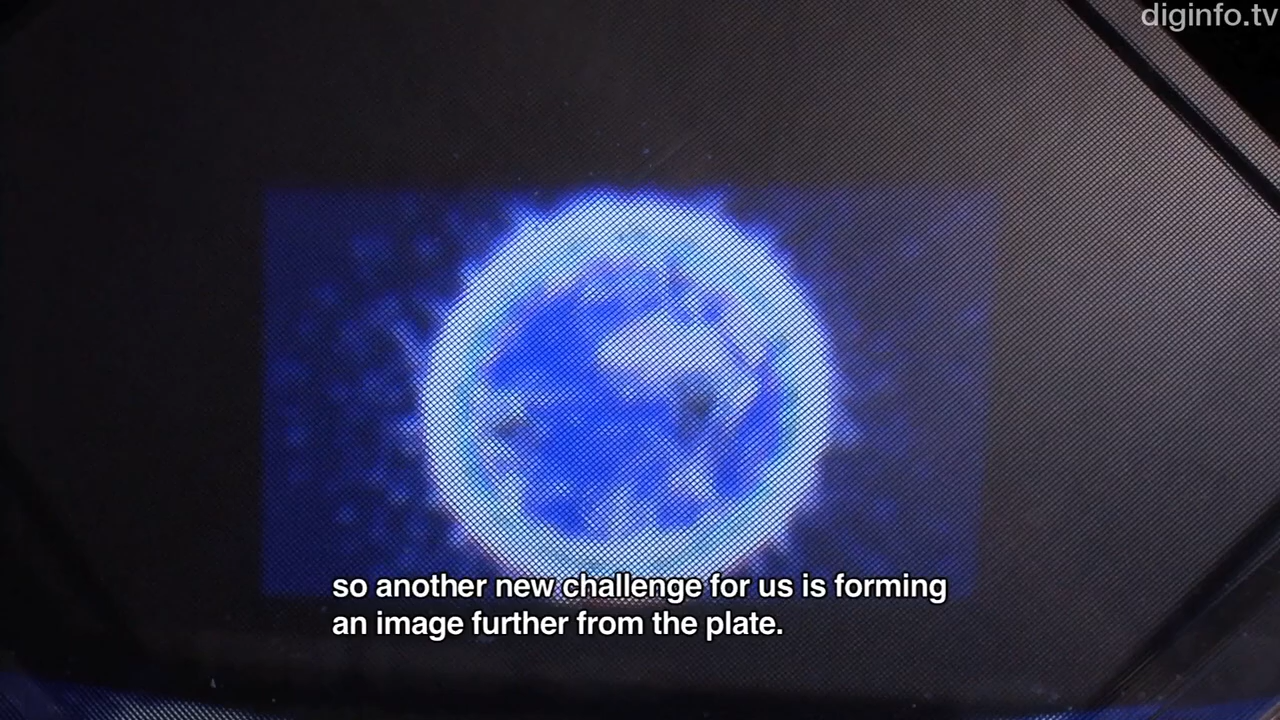 diginfo.tv
so another new challenge for us is forming
an image further from the plate.